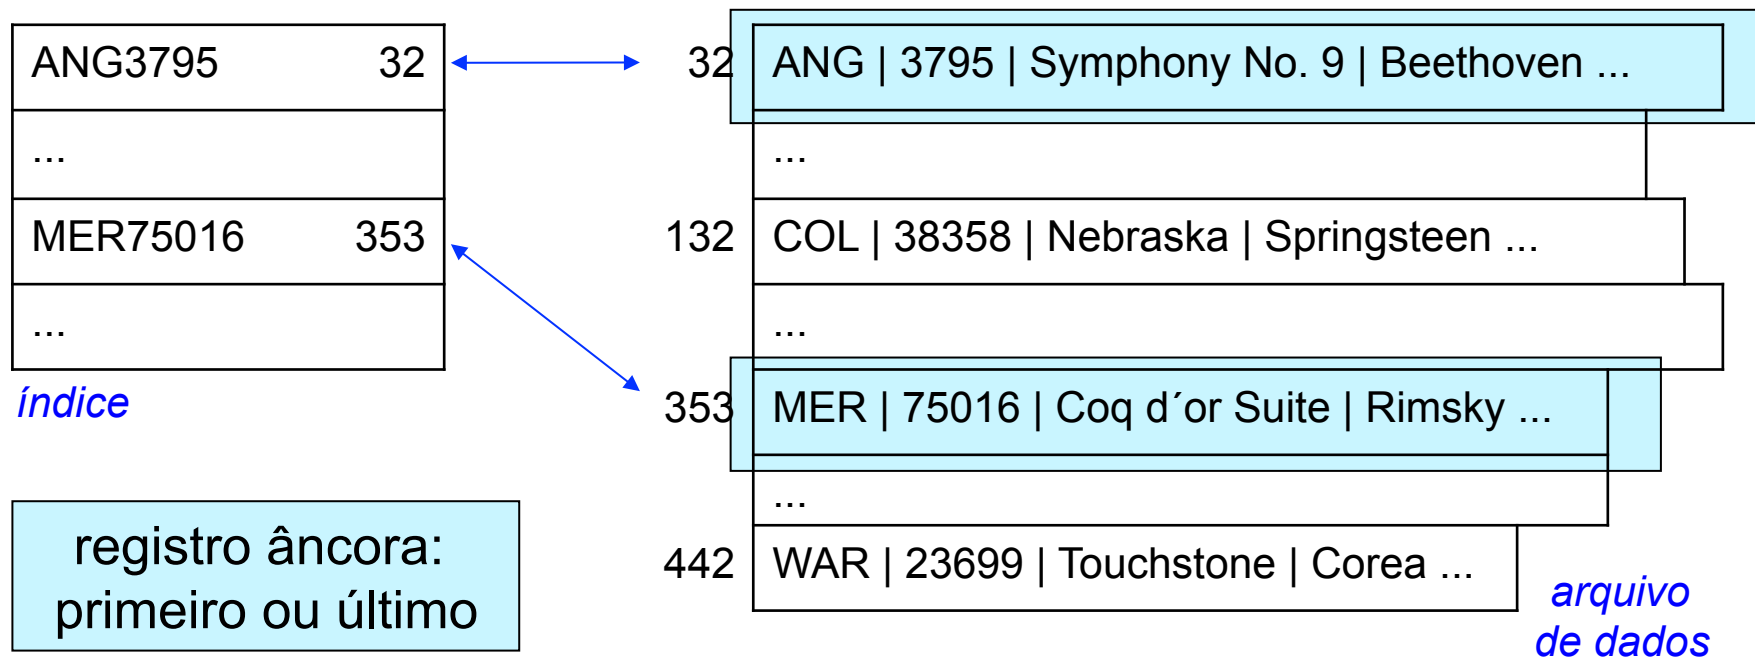 ANG3795 32
...
MER75016 353
...
índice
registro âncora:
primeiro ou último
32 ANG | 3795 | Symphony No. 9 | Beethoven ...
...
132 COL | 38358 | Nebraska | Springsteen ...
...
353 MER | 75016 | Coq d´or Suite | Rimsky ...
...
442 WAR | 23699 | Touchstone | Corea ...
arquivo
de dados